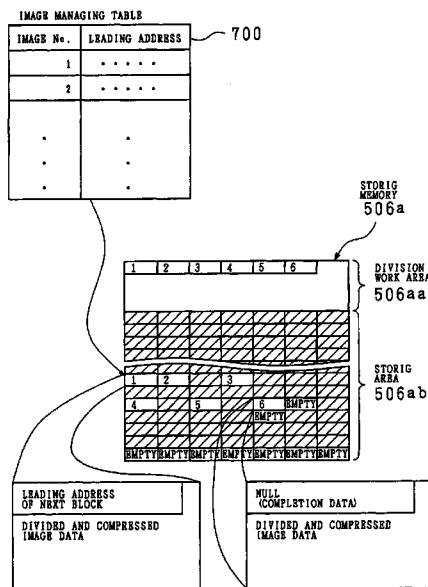 IMAGE MANAGING TABLE
IMAGE No. LEADING ADDRESS
700
1 · · · · ·
2 · · · · ·
STORIG
MEMORY
506a
1 2 3 4 5 6
DIVISION
WORK AREA
506aa
STORIG
AREA
506ab
1 2 3
4 5 6 EMPTY
EMPTY
EMPTY EMPTY EMPTY EMPTY EMPTY EMPTY EMPTY
LEADING ADDRESS
OF NEXT BLOCK
DIVIDED AND COMPRESSED
IMAGE DATA
NULL
(COMPLETION DATA)
DIVIDED AND COMPRESSED
IMAGE DATA